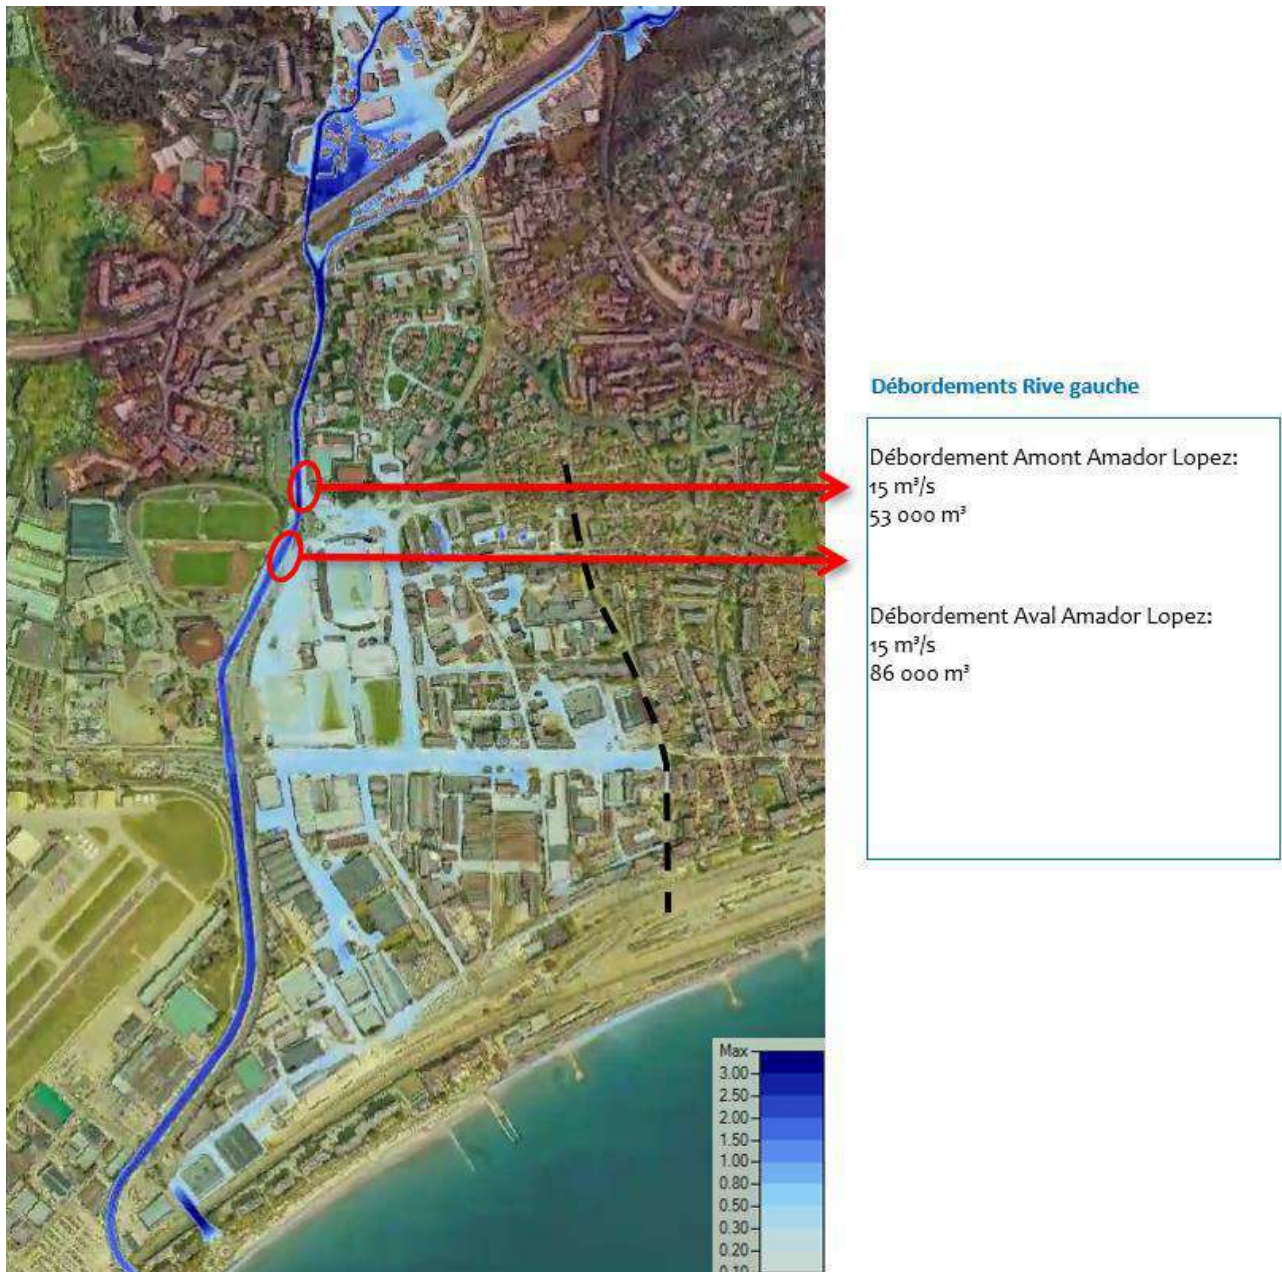 Débordements Rive gauche
Débordement Amont Amador Lopez:
15 m³/s
53 000 m³
Débordement Aval Amador Lopez:
15 m³/s
86 000 m³
Max
3.00
2.50
2.00
1.50
1.00
0.80
0.50
0.30
0.20
0.10